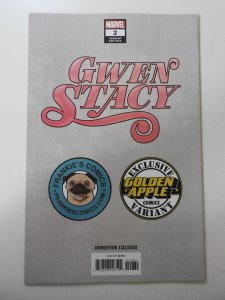 MARVEL
2
VARIANT
EDITION
GWEN
STACY
FRANKIE'S COMICS
FRANKIESCOMICS.COM
EXCLUSIVE
GOLDEN
APPLE
COMICS
VARIANT
CONVENTION EXCLUSIVE